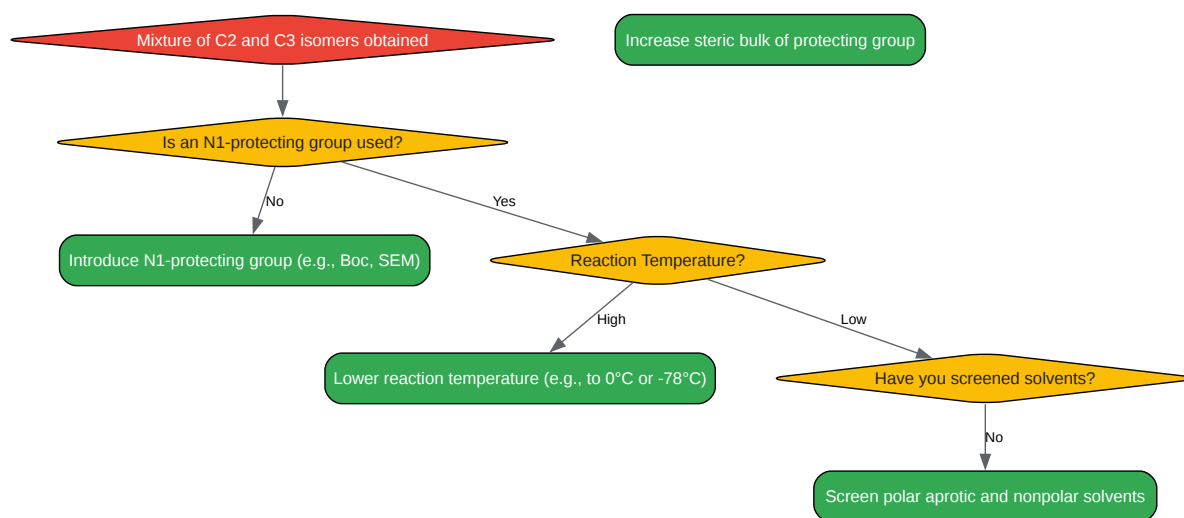 Mixture of C2 and C3 isomers obtained
Increase steric bulk of protecting group
Is an N1-protecting group used?
No
Yes
Introduce N1-protecting group (e.g., Boc, SEM)
Reaction Temperature?
High
Low
Lower reaction temperature (e.g., to 0°C or -78°C)
Have you screened solvents?
No
Screen polar aprotic and nonpolar solvents